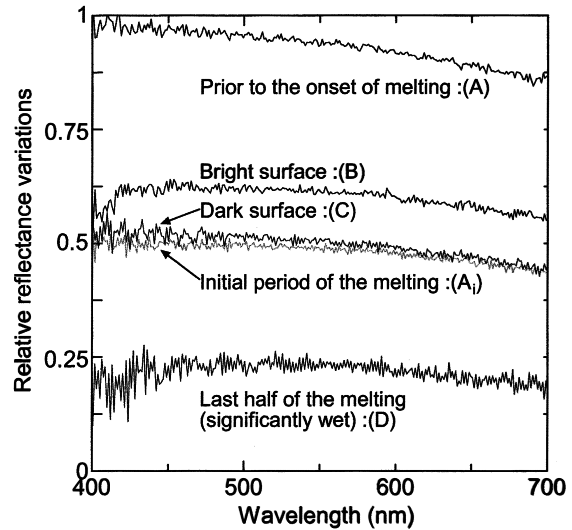 Relative reflectance variations
1
0.75
0.5
0.25
0
Prior to the onset of melting :(A)
Bright surface :(B)
Dark surface :(C)
Initial period of the melting :(Ai)
Last half of the melting
(significantly wet) :(D)
400
500
600
700
Wavelength (nm)